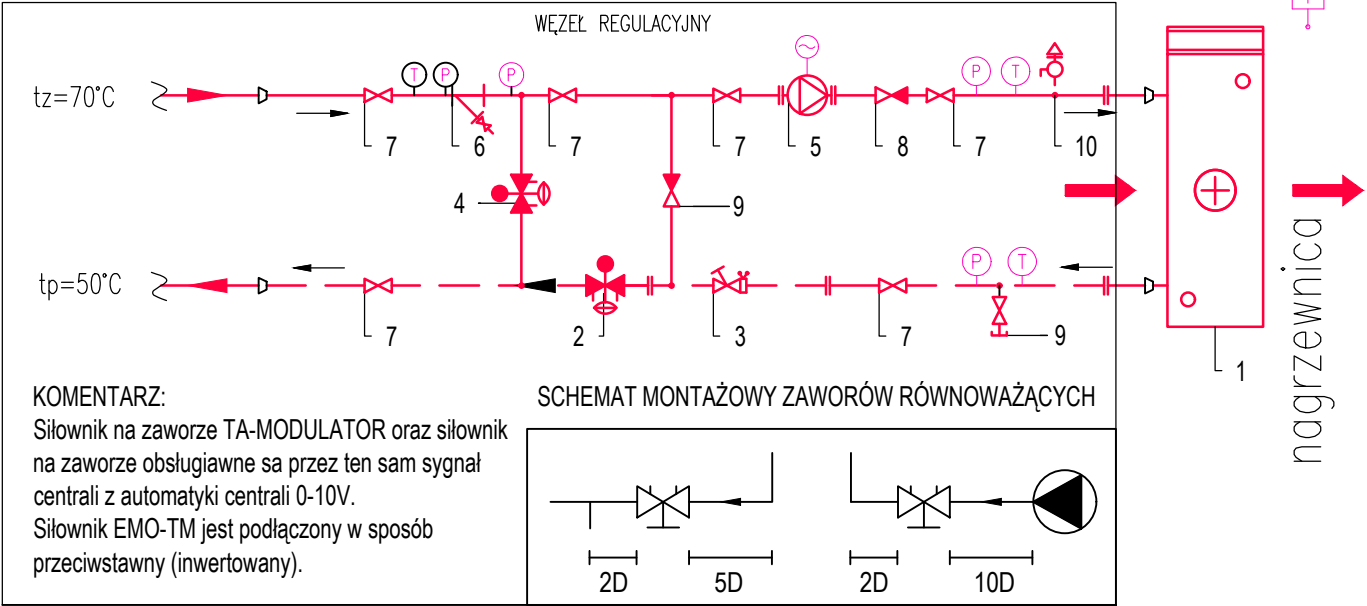 WĘZEŁ REGULACYJNY
tz=70°C
T
P
P
P
T
7
6
7
7
5
8
7
10
4
9
tp=50°C
P
T
7
2
3
7
9
1
nagrzewnica
KOMENTARZ:
Siłownik na zaworze TA-MODULATOR oraz siłownik
na zaworze obsługiawne sa przez ten sam sygnał
centrali z automatyki centrali 0-10V.
Siłownik EMO-TM jest podłączony w sposób
przeciwstawny (inwertowany).
SCHEMAT MONTAŻOWY ZAWORÓW RÓWNOWAŻĄCYCH
2D
5D
2D
10D